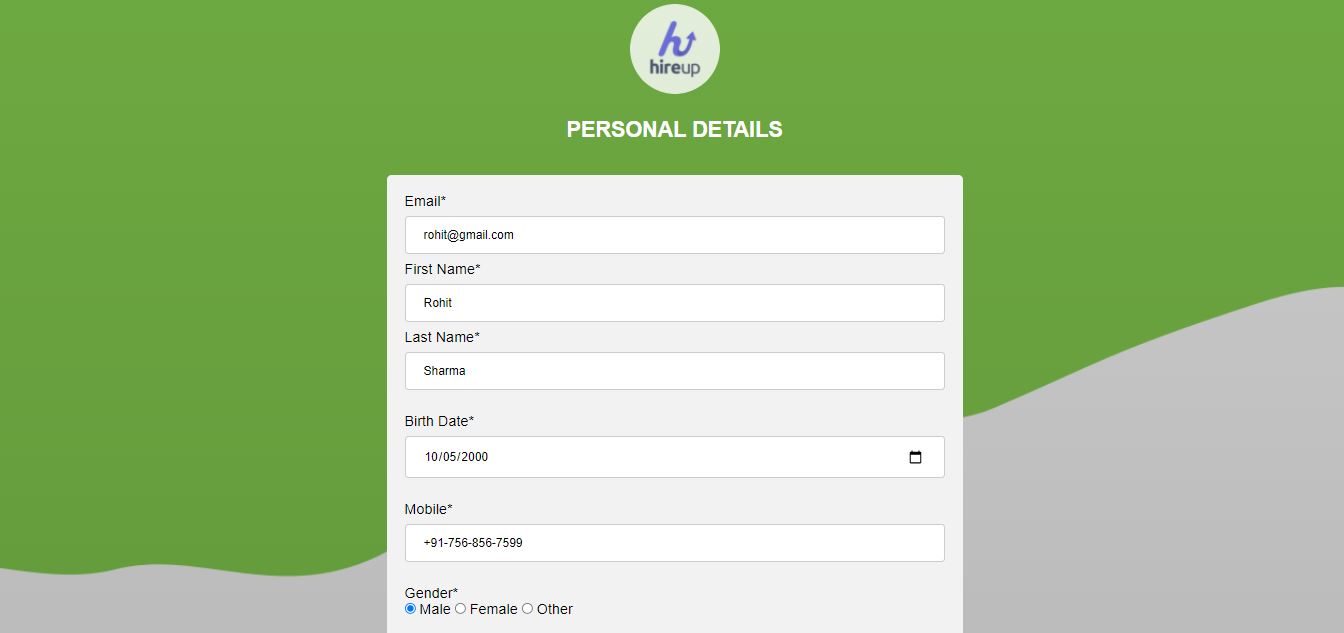 hireup
PERSONAL DETAILS
Email*
rohit@gmail.com
First Name*
Rohit
Last Name*
Sharma
Birth Date*
10/05/2000
Mobile*
+91-756-856-7599
Gender*
Male Female Other